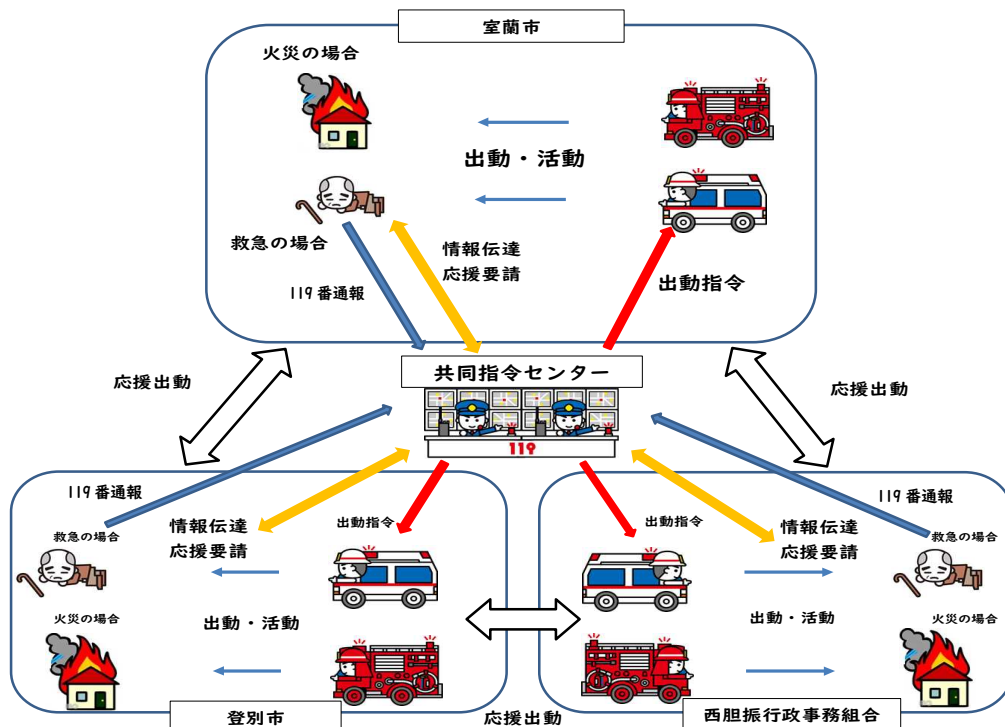 室蘭市
火災の場合
出動・活動
救急の場合
119番通報
情報伝達
応援要請
出動指令
応援出動
共同指令センター
応援出動
119
119番通報
情報伝達
応援要請
出動指令
救急の場合
出動・活動
火災の場合
登別市
応援出動
出動指令
情報伝達
応援要請
119番通報
救急の場合
出動・活動
火災の場合
西胆振行政事務組合